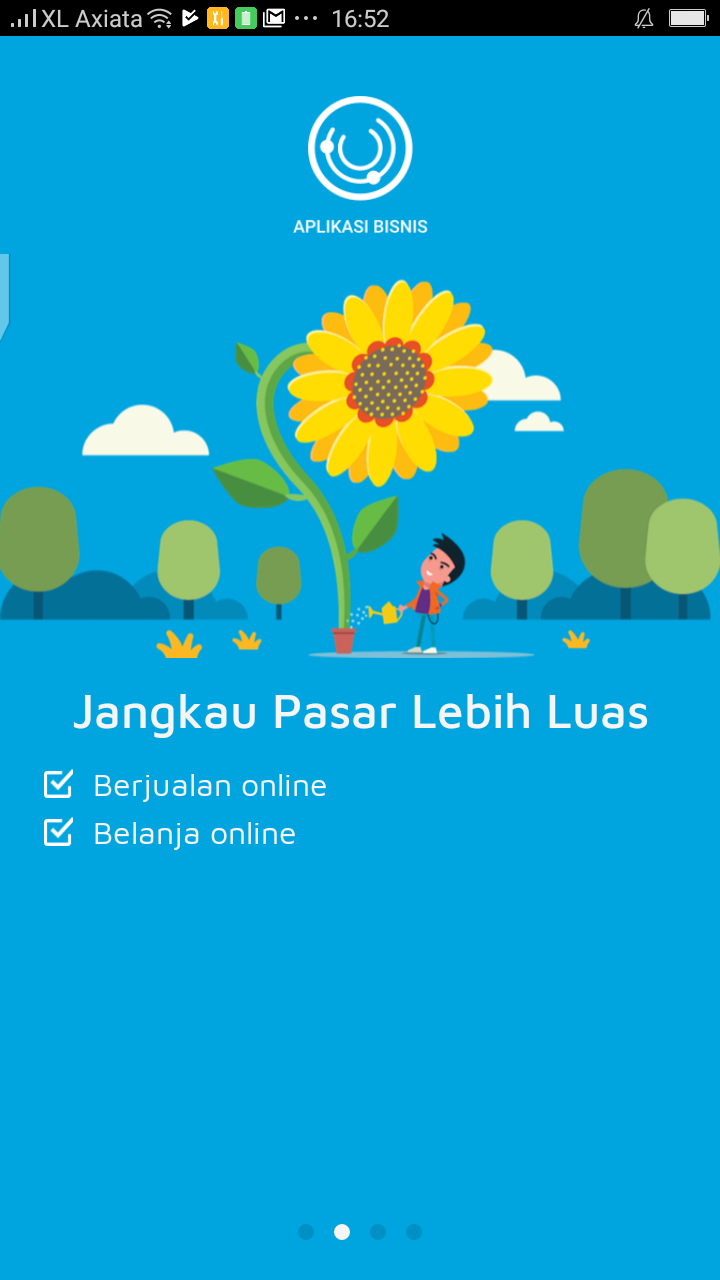 XL Axiata 16:52
APLIKASI BISNIS
Jangkau Pasar Lebih Luas
Berjualan online
Belanja online